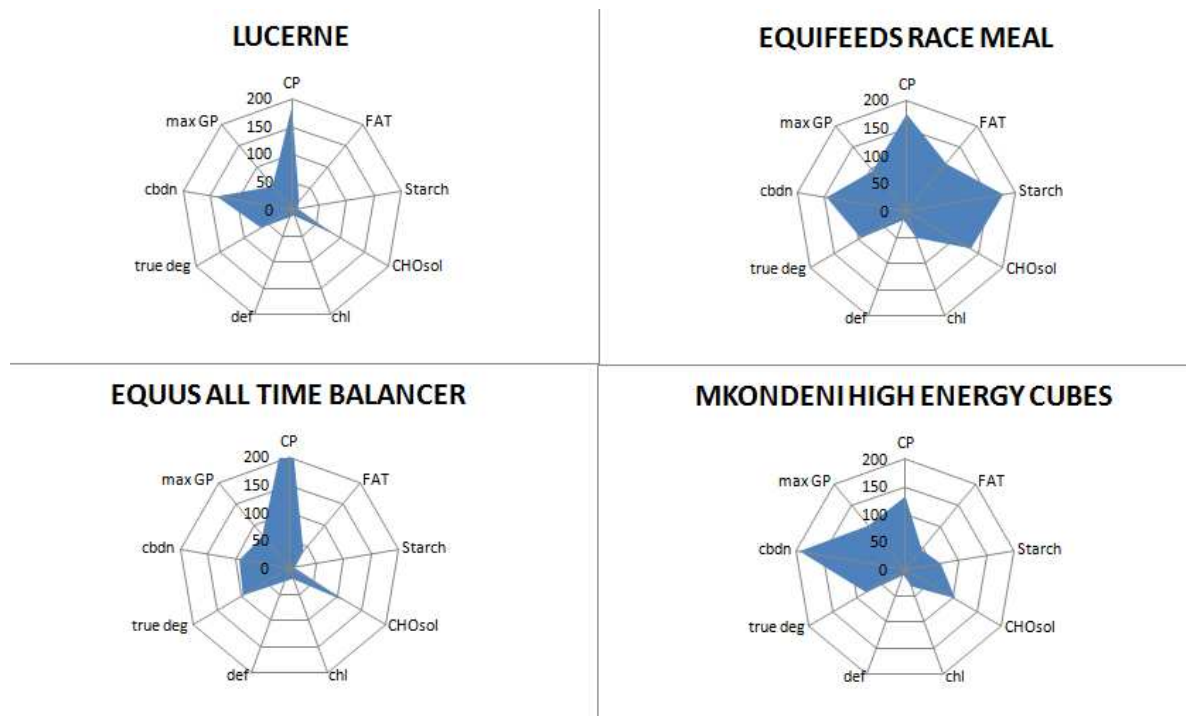 LUCERNE
CP
200
max GP
FAT
150
100
cbdn
50
Starch
0
true deg
CHOsol
def
chl
EQUIFEEDS RACE MEAL
CP
200
max GP
FAT
150
100
cbdn
50
Starch
0
true deg
CHOsol
def
chl
EQUUS ALL TIME BALANCER
CP
200
max GP
FAT
150
100
cbdn
50
Starch
0
true deg
CHOsol
def
chl
MKONDENI HIGH ENERGY CUBES
CP
200
max GP
FAT
150
100
cbdn
50
Starch
0
true deg
CHOsol
def
chl